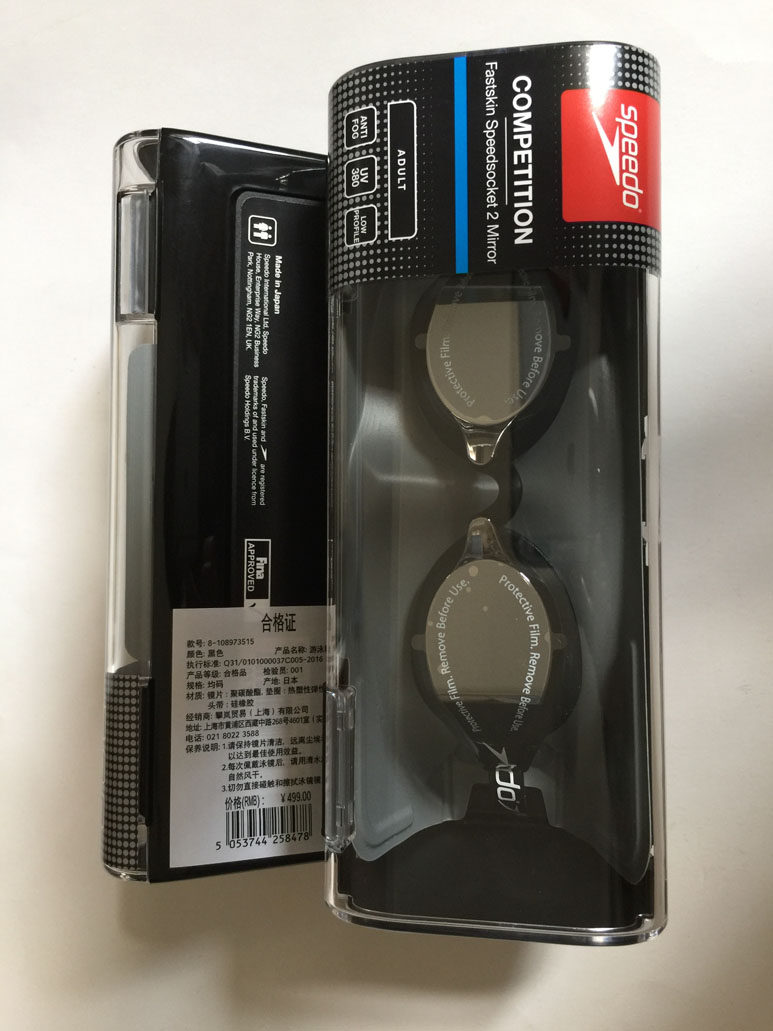 speedo
COMPETITION
Fastskin Speedsocket 2 Mirror
ADULT
ANTI
FOG
UV
380
LOW
PROFILE
Protective Film.
Remove Before Use.
Protective Film. Remove Before Use.
Protective Film. Remove Before Use.
Made in Japan
Speedo International Ltd, Speedo
House, Enterprise Way, NG2 Business
Park, Nottingham, NG2 1EN, UK.
Speedo, Fastskin and are registered
trademarks of and used under licence from
Speedo Holdings B.V.
Fina
APPROVED
合格证
款号: 8-108973515
颜色: 黑色 产品名称: 游泳
执行标准: Q31/0101000037C005-2016
产品等级: 合格品 检验员: 001
规格: 均码 产地: 日本
材质: 镜片: 聚碳酸酯, 垫圈: 热塑性弹性
头带: 硅橡胶
经销商: 攀岚贸易（上海）有限公司
地址: 上海市黄浦区西藏中路268号4601室
电话: 021 8022 3588
保养说明: 1.请保持镜片清洁, 远离尘埃
以达到最佳使用效益。
2.每次佩戴泳镜后, 请用清水
自然风干。
3.切勿直接碰触和擦拭泳镜镜
价格(RMB): ¥ 499.00
5 053744 258478